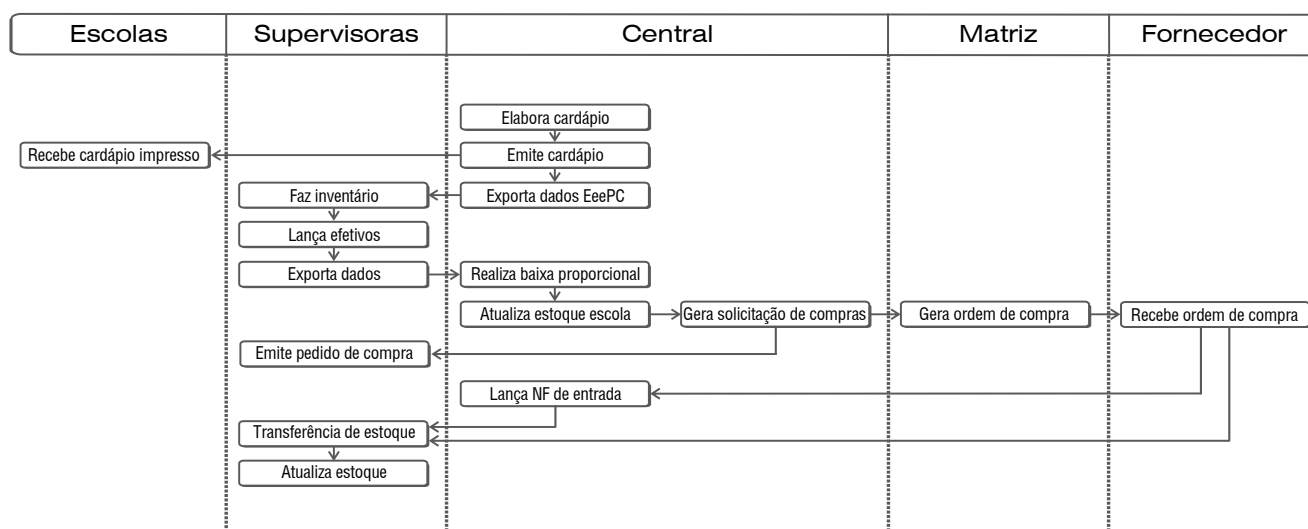 Escolas
Supervisoras
Central
Matriz
Fornecedor
Elabora cardápio
Recebe cardápio impresso
Emite cardápio
Faz inventário
Exporta dados EeePC
Lança efetivos
Exporta dados
Realiza baixa proporcional
Atualiza estoque escola
Gera solicitação de compras
Gera ordem de compra
Recebe ordem de compra
Emite pedido de compra
Lança NF de entrada
Transferência de estoque
Atualiza estoque